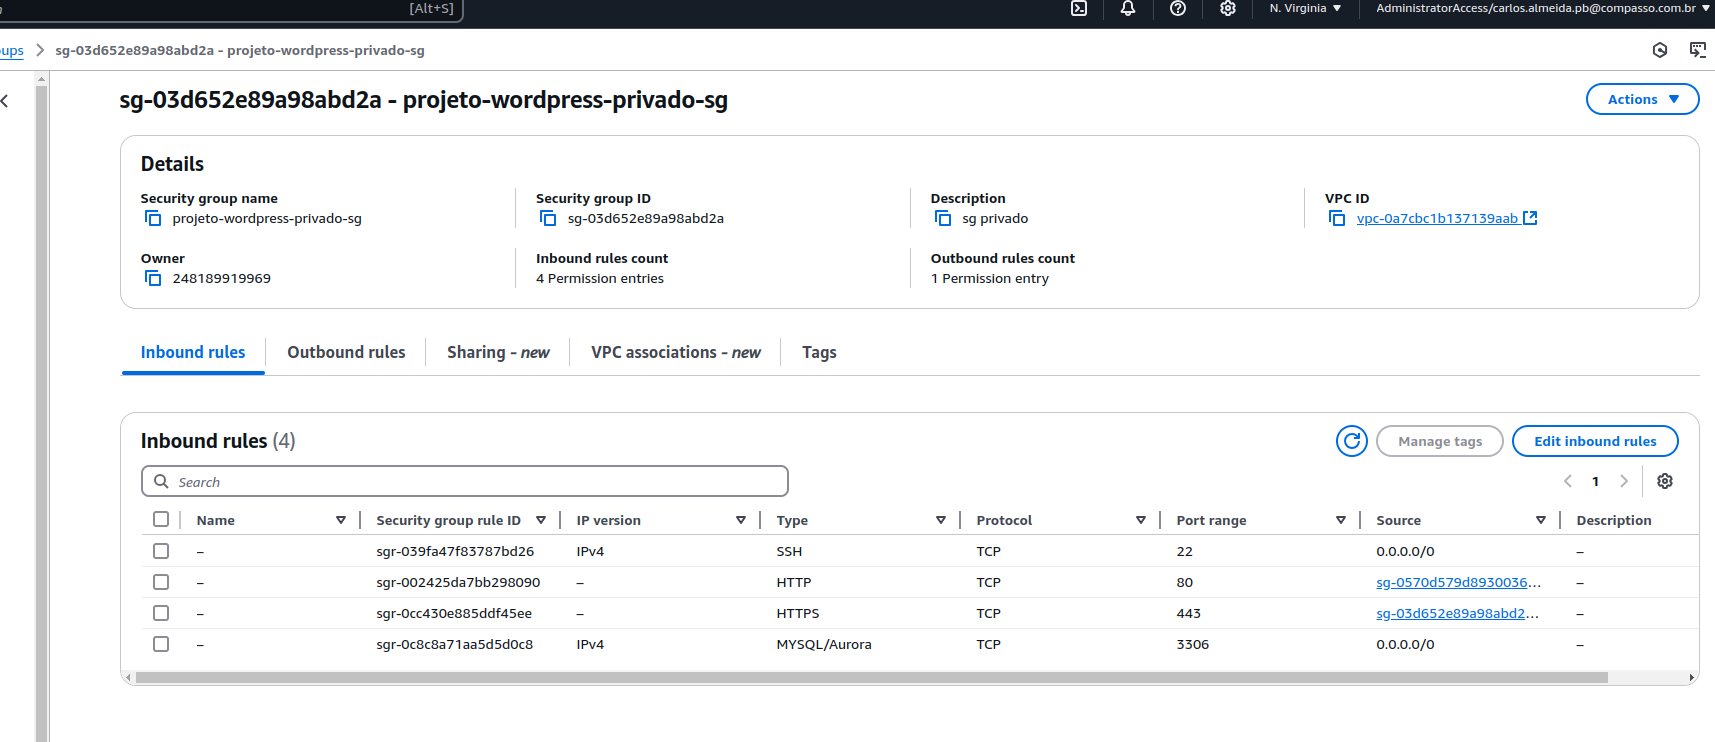 [Alt+S] N. Virginia AdministratorAccess/carlos.almeida.pb@compasso.com.br
oups sg-03d652e89a98abd2a - projeto-wordpress-privado-sg
sg-03d652e89a98abd2a - projeto-wordpress-privado-sg Actions
Details
Security group name Security group ID Description VPC ID
projeto-wordpress-privado-sg sg-03d652e89a98abd2a sg privado vpc-0a7cbc1b137139aab
Owner Inbound rules count Outbound rules count
248189919969 4 Permission entries 1 Permission entry
Inbound rules Outbound rules Sharing - new VPC associations - new Tags
Inbound rules (4) Manage tags Edit inbound rules
Search 1
Name Security group rule ID IP version Type Protocol Port range Source Description
– sgr-039fa47f83787bd26 IPv4 SSH TCP 22 0.0.0.0/0 –
– sgr-002425da7bb298090 – HTTP TCP 80 sg-0570d579d8930036... –
– sgr-0cc430e885ddf45ee – HTTPS TCP 443 sg-03d652e89a98abd2... –
– sgr-0c8c8a71aa5d5d0c8 IPv4 MYSQL/Aurora TCP 3306 0.0.0.0/0 –